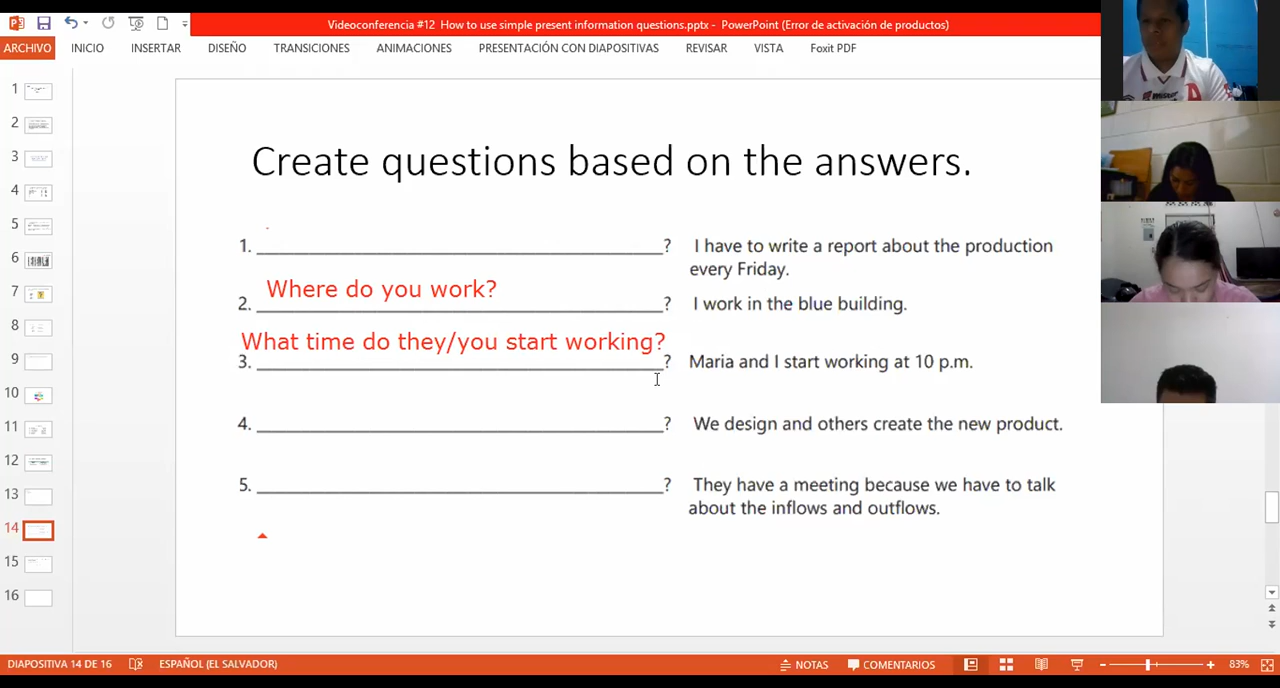 Videoconferencia #12 How to use simple present information questions.pptx - PowerPoint (Error de activación de productos)
ARCHIVO INICIO INSERTAR DISEÑO TRANSICIONES ANIMACIONES PRESENTACIÓN CON DIAPOSITIVAS REVISAR VISTA Foxit PDF
1
2
3
4
5
6
7
8
9
10
11
12
13
14
15
16
Create questions based on the answers.
1. ______________________? I have to write a report about the production
every Friday.
Where do you work?
2. ______________________? I work in the blue building.
What time do they/you start working?
3. ______________________? Maria and I start working at 10 p.m.
4. ______________________? We design and others create the new product.
5. ______________________? They have a meeting because we have to talk
about the inflows and outflows.
DIAPOSITIVA 14 DE 16 ESPAÑOL (EL SALVADOR) NOTAS COMENTARIOS 83%